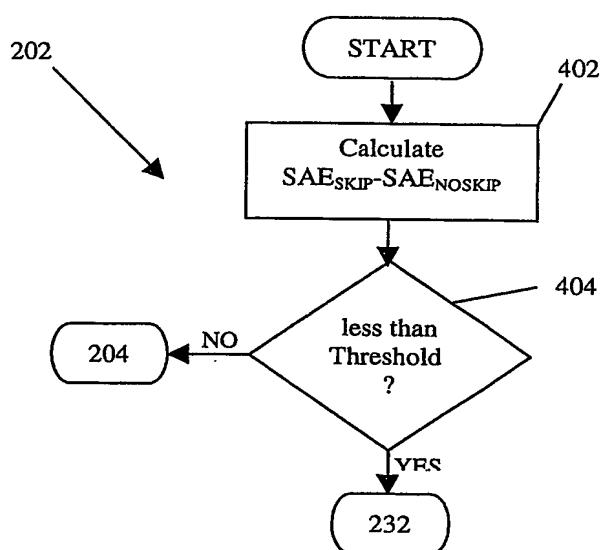 START
202
402
Calculate
SAESKIP-SAENOSKIP
404
less than
Threshold
?
NO
204
YES
232